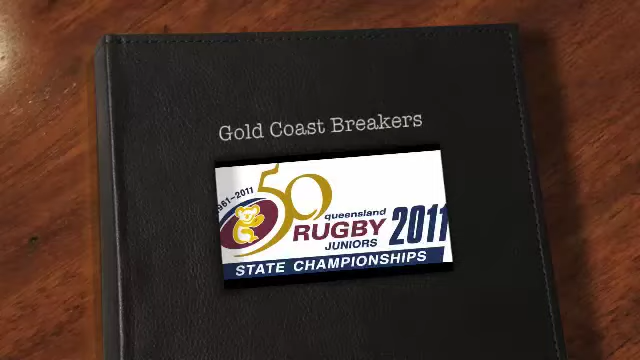 Gold Coast Breakers
1961-2011
50
queensland
RUGBY
JUNIORS
2011
STATE CHAMPIONSHIPS